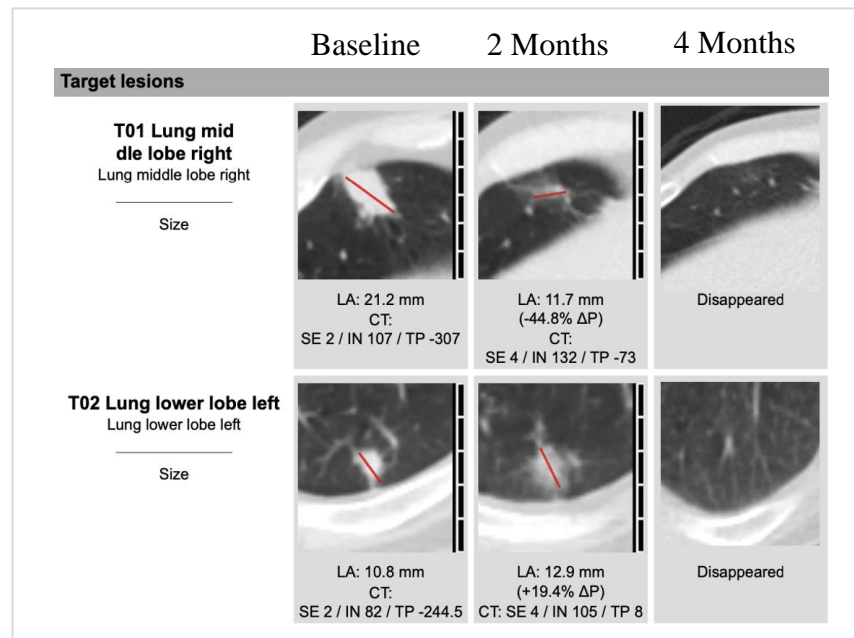 Baseline 2 Months 4 Months
Target lesions
T01 Lung mid
dle lobe right
Lung middle lobe right
Size
LA: 21.2 mm
CT:
SE 2 / IN 107 / TP -307
LA: 11.7 mm
(-44.8% ΔP)
CT:
SE 4 / IN 132 / TP -73
Disappeared
T02 Lung lower lobe left
Lung lower lobe left
Size
LA: 10.8 mm
CT:
SE 2 / IN 82 / TP -244.5
LA: 12.9 mm
(+19.4% ΔP)
CT: SE 4 / IN 105 / TP 8
Disappeared